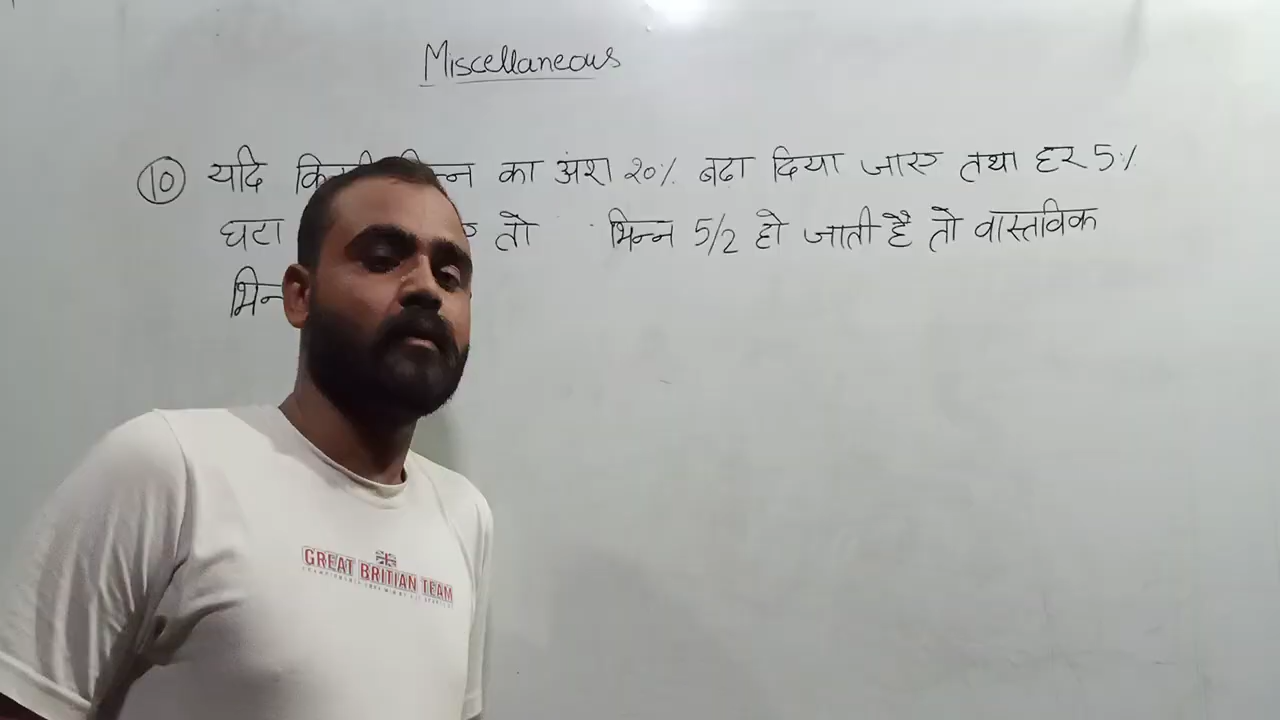 Miscellaneous
10 यदि का अंश 20% बढा दिया जाए तथा हर 5%
घटा तो भिन्न 5/2 हो जाती है तो वास्तविक
GREAT BRITIAN TEAM